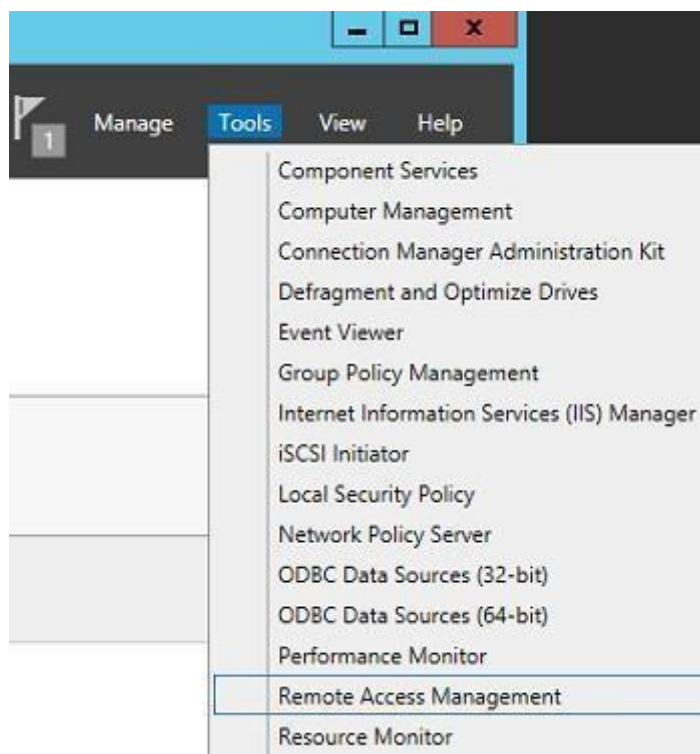 1 Manage Tools View Help
Component Services
Computer Management
Connection Manager Administration Kit
Defragment and Optimize Drives
Event Viewer
Group Policy Management
Internet Information Services (IIS) Manager
iSCSI Initiator
Local Security Policy
Network Policy Server
ODBC Data Sources (32-bit)
ODBC Data Sources (64-bit)
Performance Monitor
Remote Access Management
Resource Monitor